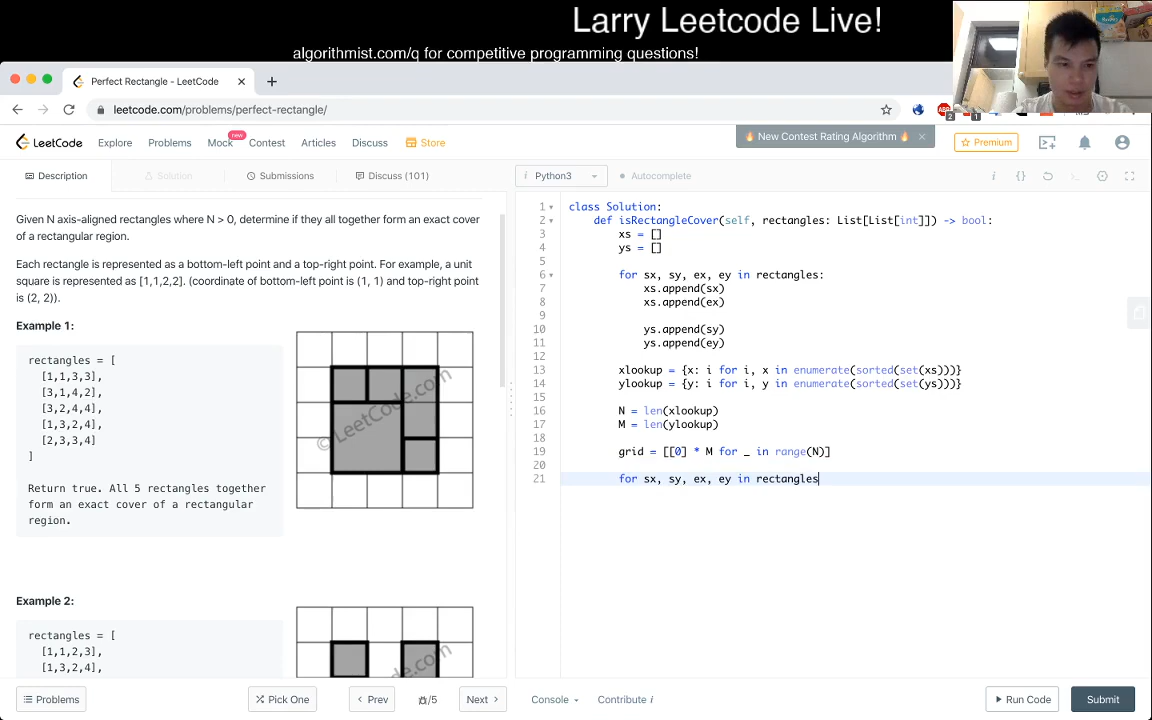 Larry Leetcode Live!
algorithmist.com/q for competitive programming questions!
Perfect Rectangle - LeetCode
leetcode.com/problems/perfect-rectangle/
LeetCode Explore Problems Mock new Contest Articles Discuss Store
🔥 New Contest Rating Algorithm 🔥
Premium
Description Solution Submissions Discuss (101)
i Python3 Autocomplete
Given N axis-aligned rectangles where N > 0, determine if they all together form an exact cover
of a rectangular region.
Each rectangle is represented as a bottom-left point and a top-right point. For example, a unit
square is represented as [1,1,2,2]. (coordinate of bottom-left point is (1, 1) and top-right point
is (2, 2)).
Example 1:
rectangles = [
[1,1,3,3],
[3,1,4,2],
[3,2,4,4],
[1,3,2,4],
[2,3,3,4]
]
Return true. All 5 rectangles together
form an exact cover of a rectangular
region.
© LeetCode.com
Example 2:
rectangles = [
[1,1,2,3],
[1,3,2,4],
1 class Solution:
2 def isRectangleCover(self, rectangles: List[List[int]]) -> bool:
3 xs = []
4 ys = []
5
6 for sx, sy, ex, ey in rectangles:
7 xs.append(sx)
8 xs.append(ex)
9
10 ys.append(sy)
11 ys.append(ey)
12
13 xlookup = {x: i for i, x in enumerate(sorted(set(xs)))}
14 ylookup = {y: i for i, y in enumerate(sorted(set(ys)))}
15
16 N = len(xlookup)
17 M = len(ylookup)
18
19 grid = [[0] * M for _ in range(N)]
20
21 for sx, sy, ex, ey in rectangles
Problems Pick One Prev /5 Next Console Contribute i Run Code Submit